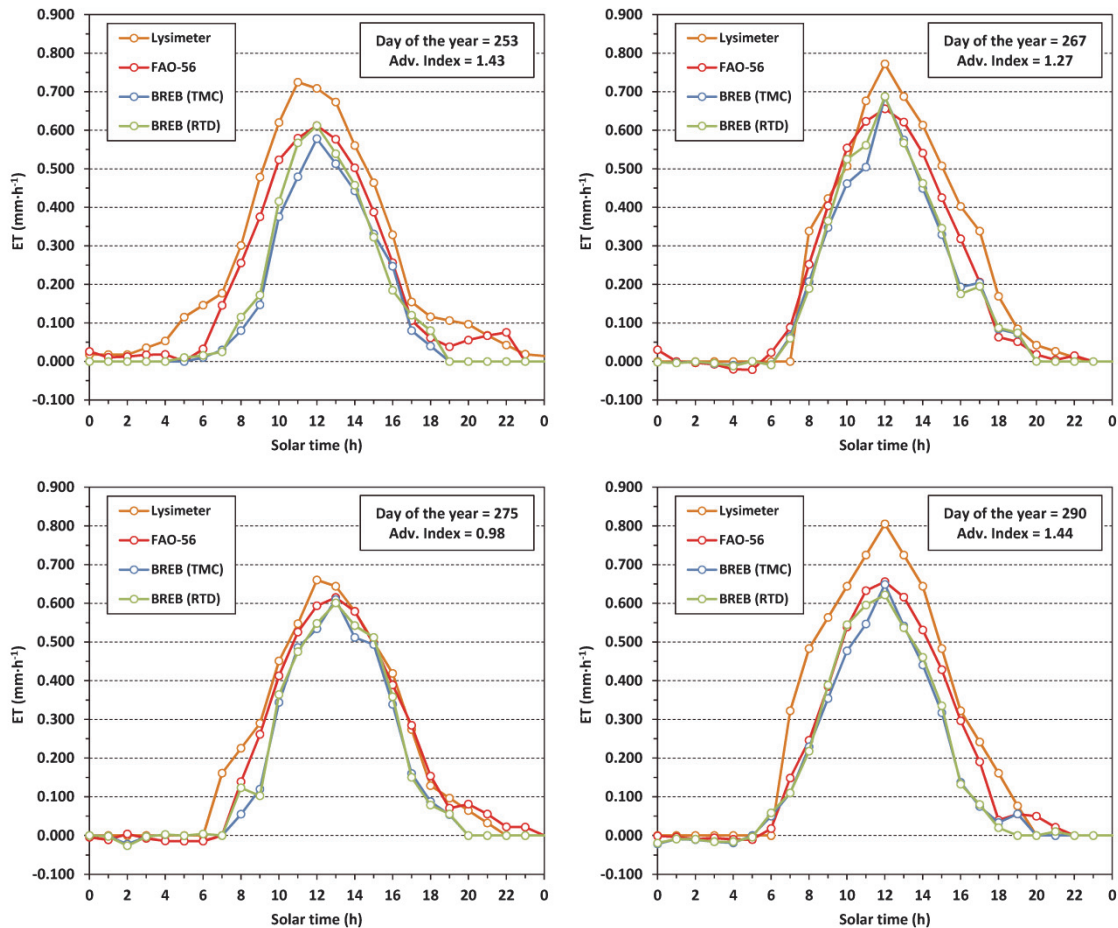 0.900
0.800
0.700
0.600
0.500
0.400
0.300
0.200
0.100
0.000
-0.100
ET (mm·h-1)
Lysimeter
FAO-56
BREB (TMC)
BREB (RTD)
Day of the year = 253
Adv. Index = 1.43
0 2 4 6 8 10 12 14 16 18 20 22 0
Solar time (h)
0.900
0.800
0.700
0.600
0.500
0.400
0.300
0.200
0.100
0.000
-0.100
ET (mm·h-1)
Lysimeter
FAO-56
BREB (TMC)
BREB (RTD)
Day of the year = 267
Adv. Index = 1.27
0 2 4 6 8 10 12 14 16 18 20 22 0
Solar time (h)
0.900
0.800
0.700
0.600
0.500
0.400
0.300
0.200
0.100
0.000
-0.100
ET (mm·h-1)
Lysimeter
FAO-56
BREB (TMC)
BREB (RTD)
Day of the year = 275
Adv. Index = 0.98
0 2 4 6 8 10 12 14 16 18 20 22 0
Solar time (h)
0.900
0.800
0.700
0.600
0.500
0.400
0.300
0.200
0.100
0.000
-0.100
ET (mm·h-1)
Lysimeter
FAO-56
BREB (TMC)
BREB (RTD)
Day of the year = 290
Adv. Index = 1.44
0 2 4 6 8 10 12 14 16 18 20 22 0
Solar time (h)